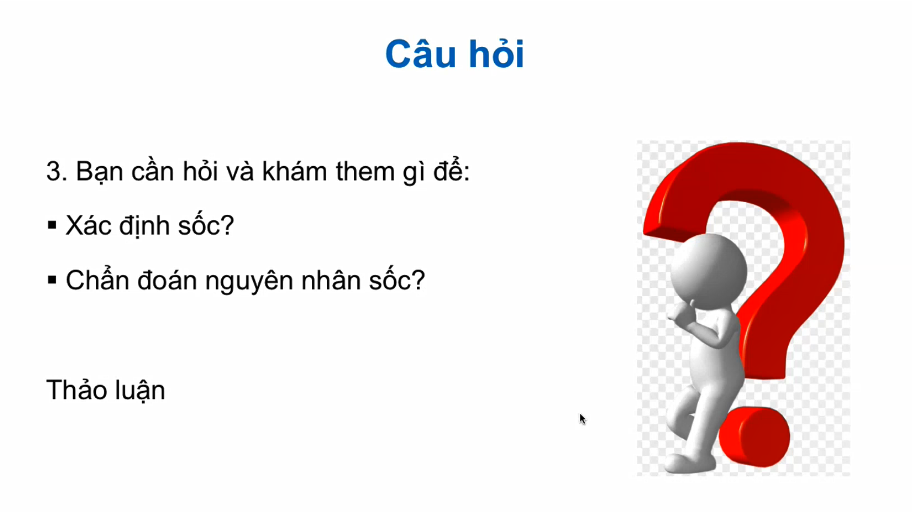 Câu hỏi
3. Bạn cần hỏi và khám them gì để:
▪ Xác định sốc?
▪ Chẩn đoán nguyên nhân sốc?
Thảo luận